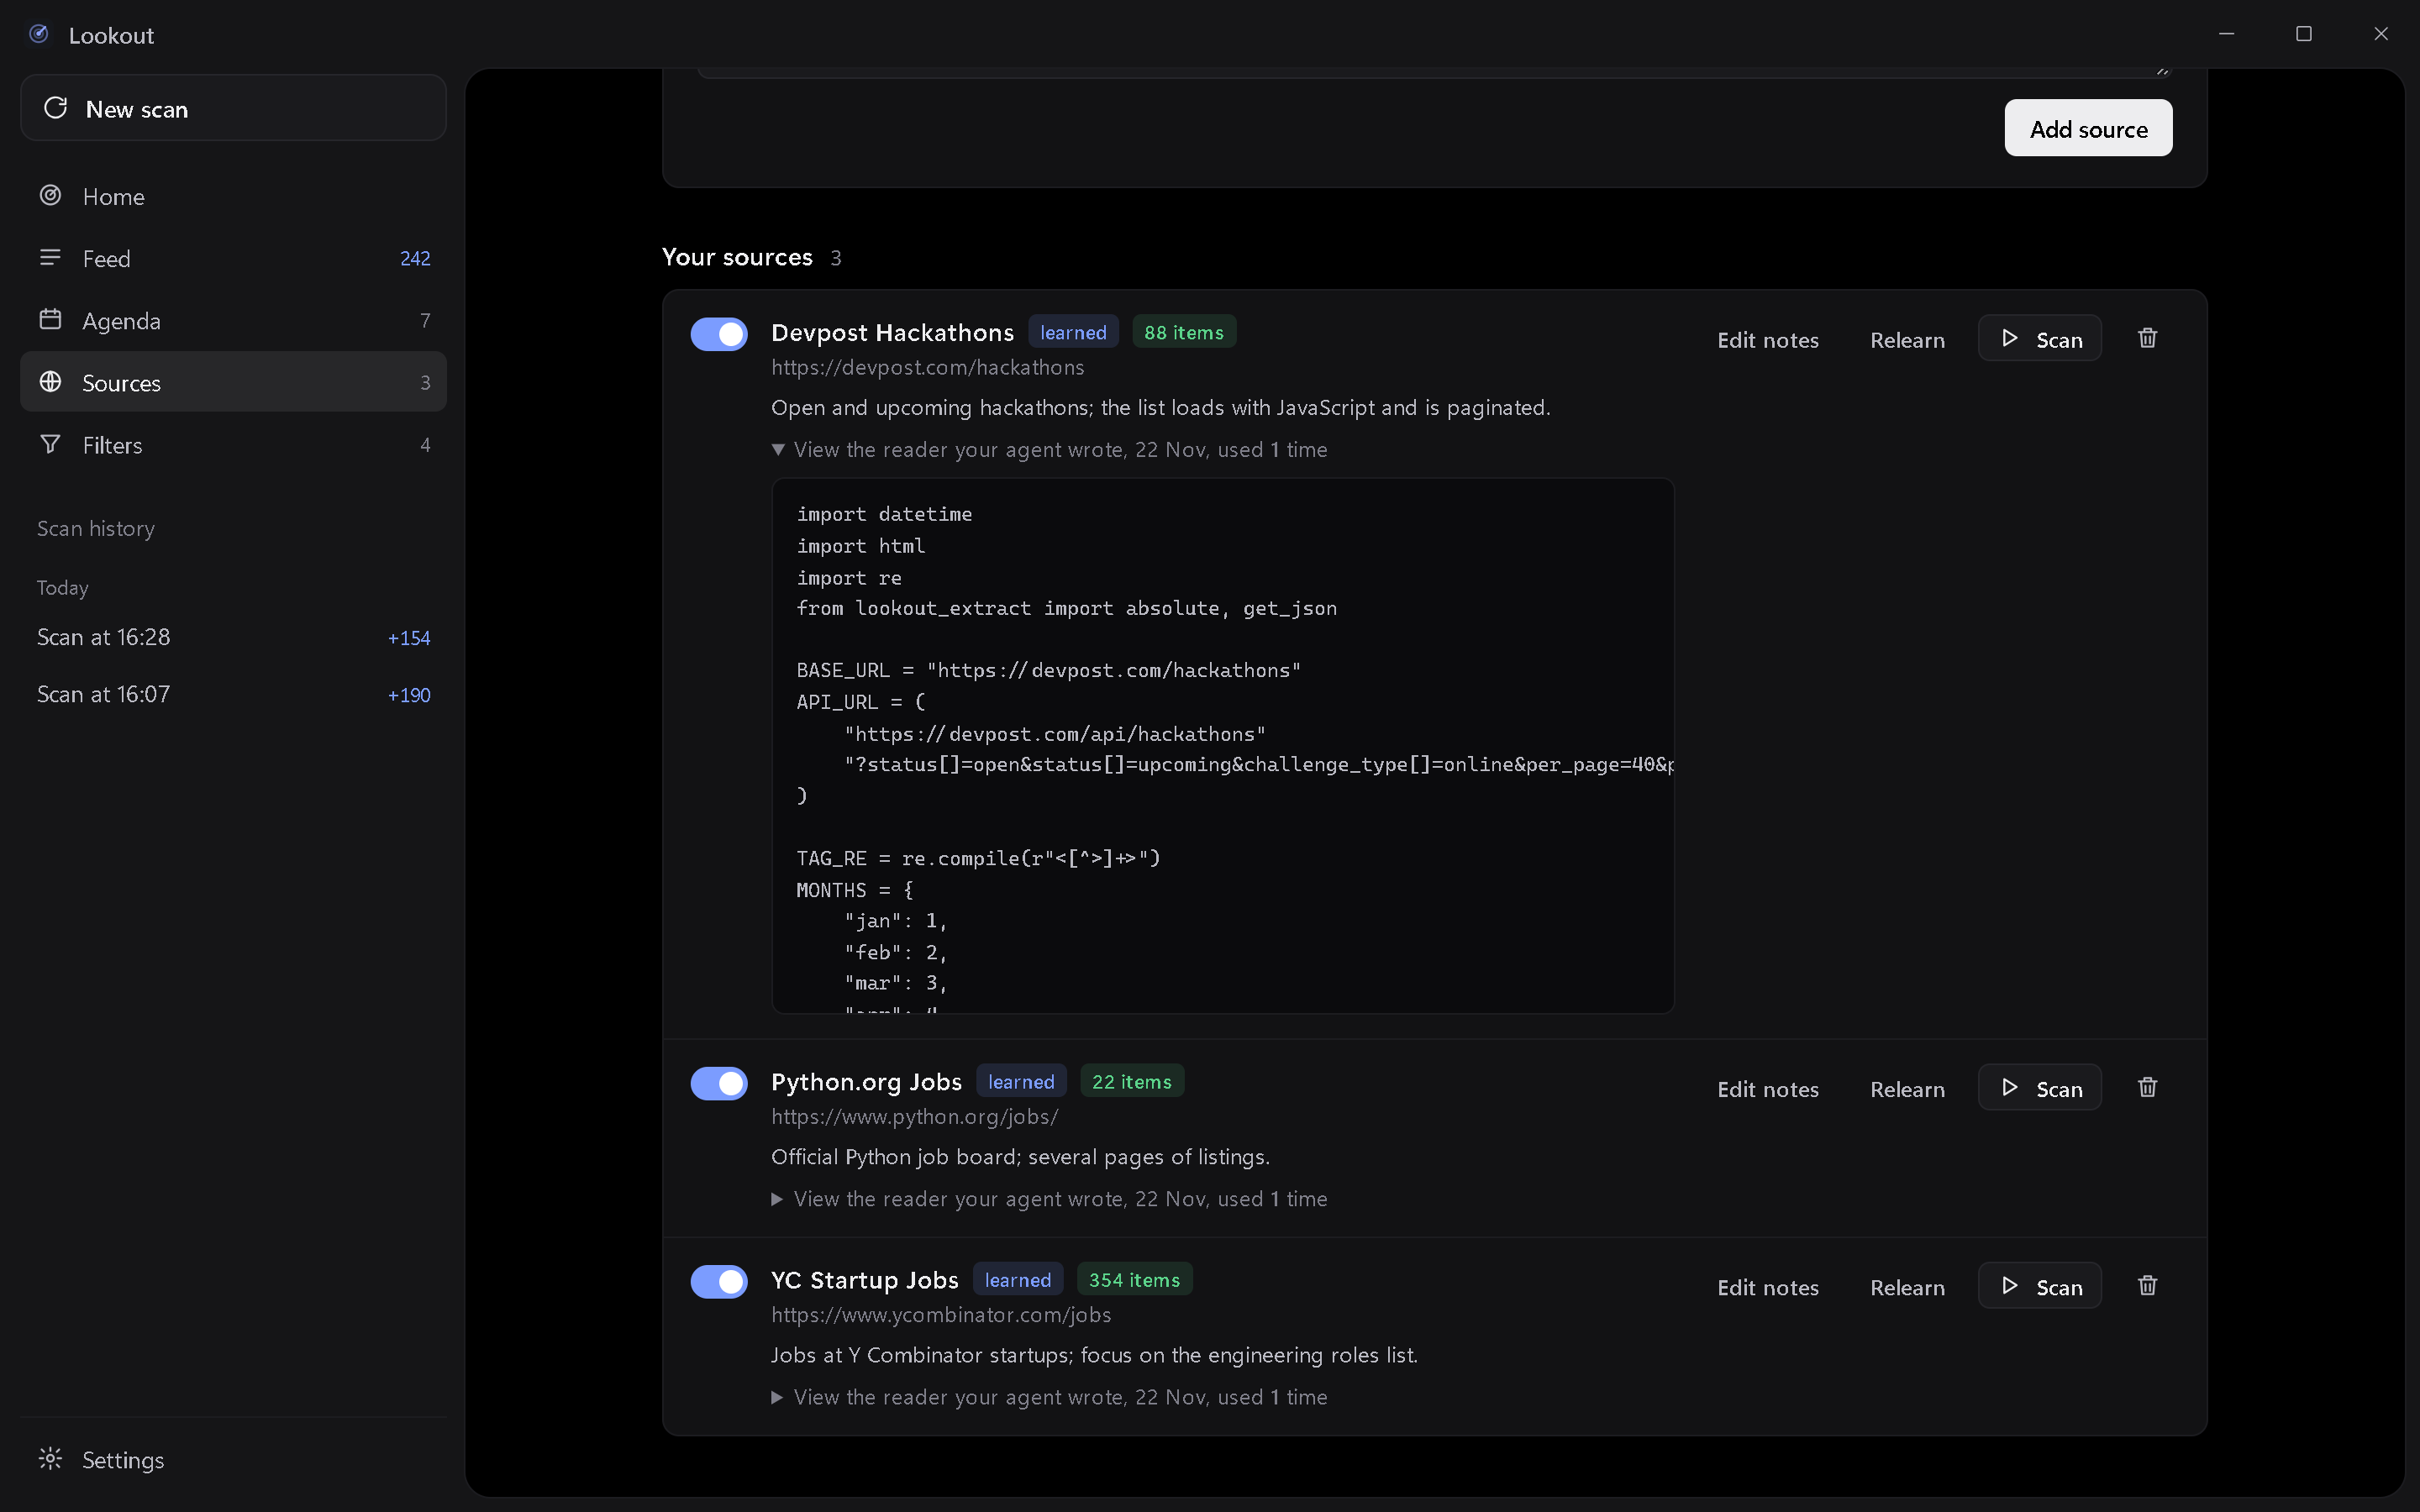 Lookout
New scan
Home
Feed 242
Agenda 7
Sources 3
Filters 4
Scan history
Today
Scan at 16:28 +154
Scan at 16:07 +190
Settings
Add source
Your sources 3
Devpost Hackathons learned 88 items
Edit notes Relearn Scan
https://devpost.com/hackathons
Open and upcoming hackathons; the list loads with JavaScript and is paginated.
View the reader your agent wrote, 22 Nov, used 1 time
import datetime
import html
import re
from lookout_extract import absolute, get_json
BASE_URL = "https://devpost.com/hackathons"
API_URL = (
"https://devpost.com/api/hackathons"
"?status[]=open&status[]=upcoming&challenge_type[]=online&per_page=40&p
)
TAG_RE = re.compile(r"<[^>]+>")
MONTHS = {
"jan": 1,
"feb": 2,
"mar": 3,
Python.org Jobs learned 22 items
Edit notes Relearn Scan
https://www.python.org/jobs/
Official Python job board; several pages of listings.
View the reader your agent wrote, 22 Nov, used 1 time
YC Startup Jobs learned 354 items
Edit notes Relearn Scan
https://www.ycombinator.com/jobs
Jobs at Y Combinator startups; focus on the engineering roles list.
View the reader your agent wrote, 22 Nov, used 1 time